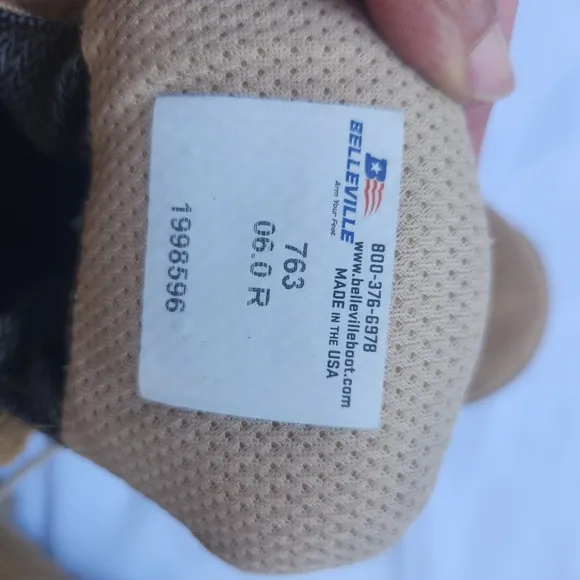 B
BELLEVILLE
Arm Your Feet.
800-376-6978
www.bellevilleboot.com
MADE IN THE USA
763
06.0 R
1998596